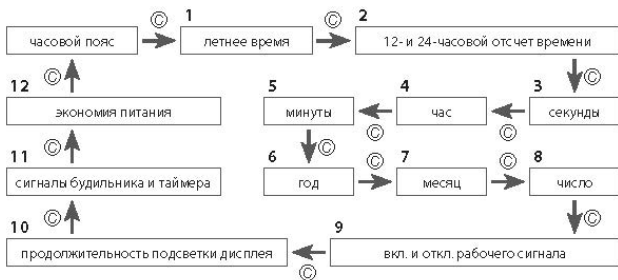 © 1 © 2
часовой пояс летнее время 12- и 24-часовой отсчет времени
12 © 5 4 3 ©
экономия питания минуты час секунды
© ©
11 © 6 © © 7 © 8
сигналы будильника и таймера год месяц число
10 © 9 ©
продолжительность подсветки дисплея вкл. и откл. рабочего сигнала
©